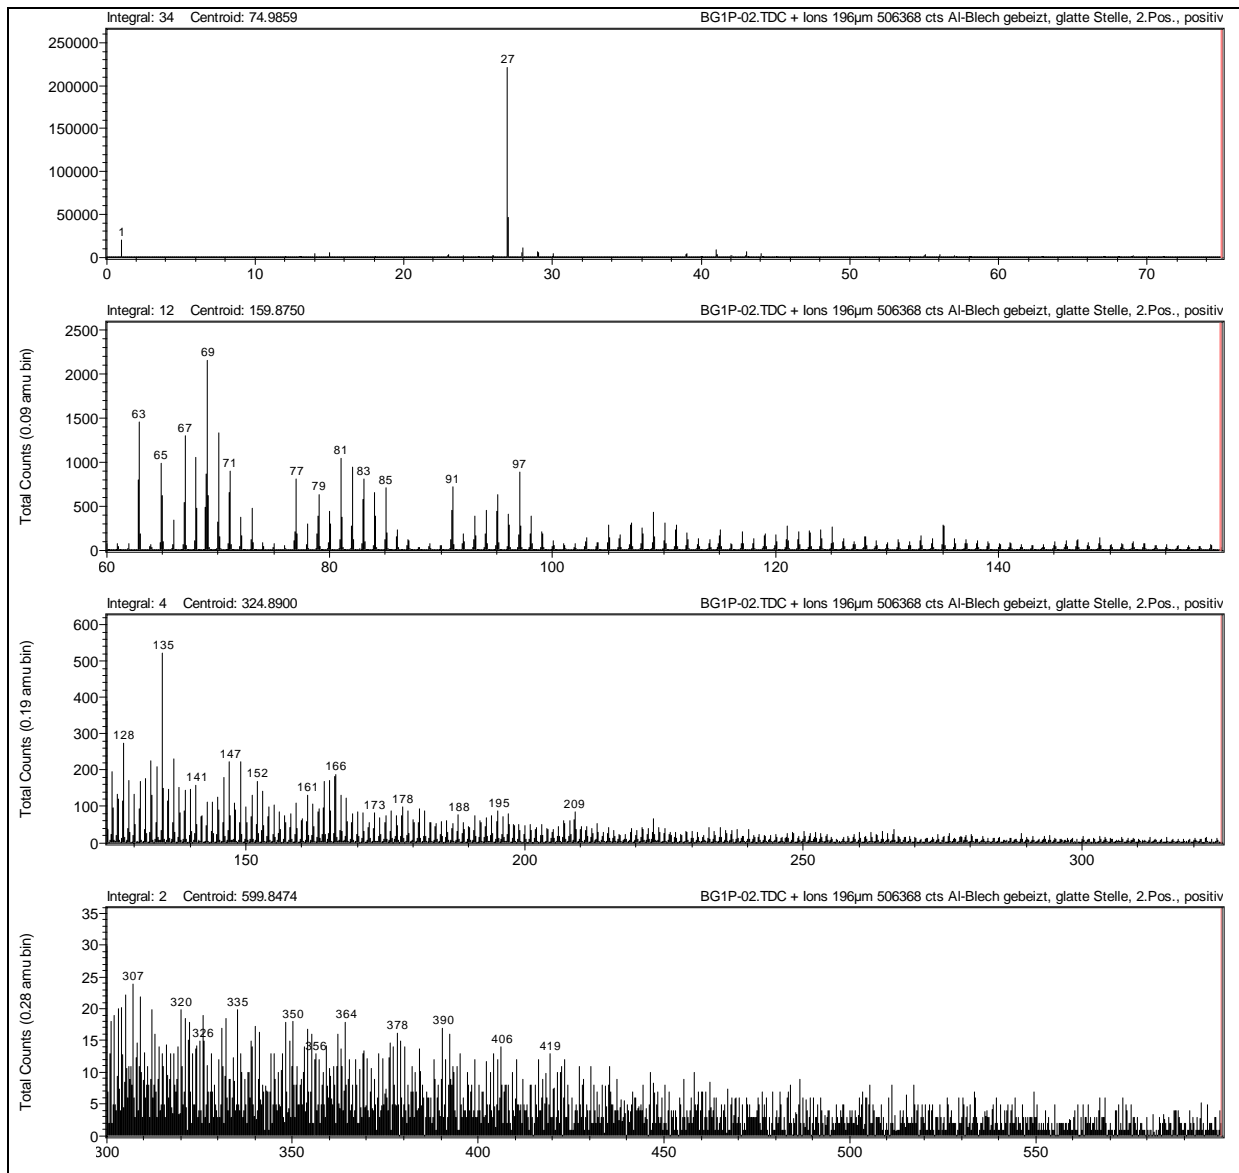 Integral: 34 Centroid: 74.9859 BG1P-02.TDC + Ions 196µm 506368 cts Al-Blech gebeizt, glatte Stelle, 2.Pos., positiv
250000
200000
150000
100000
50000
0
27
1
0 10 20 30 40 50 60 70
Integral: 12 Centroid: 159.8750 BG1P-02.TDC + Ions 196µm 506368 cts Al-Blech gebeizt, glatte Stelle, 2.Pos., positiv
Total Counts (0.09 amu bin)
2500
2000
1500
1000
500
0
63 65 67 69 71 77 79 81 83 85 91 97
60 80 100 120 140
Integral: 4 Centroid: 324.8900 BG1P-02.TDC + Ions 196µm 506368 cts Al-Blech gebeizt, glatte Stelle, 2.Pos., positiv
Total Counts (0.19 amu bin)
600
500
400
300
200
100
0
128 135 141 147 152 161 166 173 178 188 195 209
150 200 250 300
Integral: 2 Centroid: 599.8474 BG1P-02.TDC + Ions 196µm 506368 cts Al-Blech gebeizt, glatte Stelle, 2.Pos., positiv
Total Counts (0.28 amu bin)
35
30
25
20
15
10
5
0
307 320 326 335 350 356 364 378 390 406 419
300 350 400 450 500 550